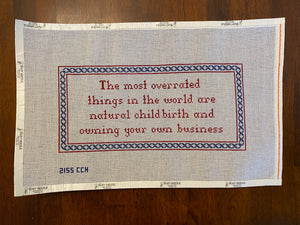 The most overrated
things in the world are
natural childbirth and
owning your own business
2155 CCH